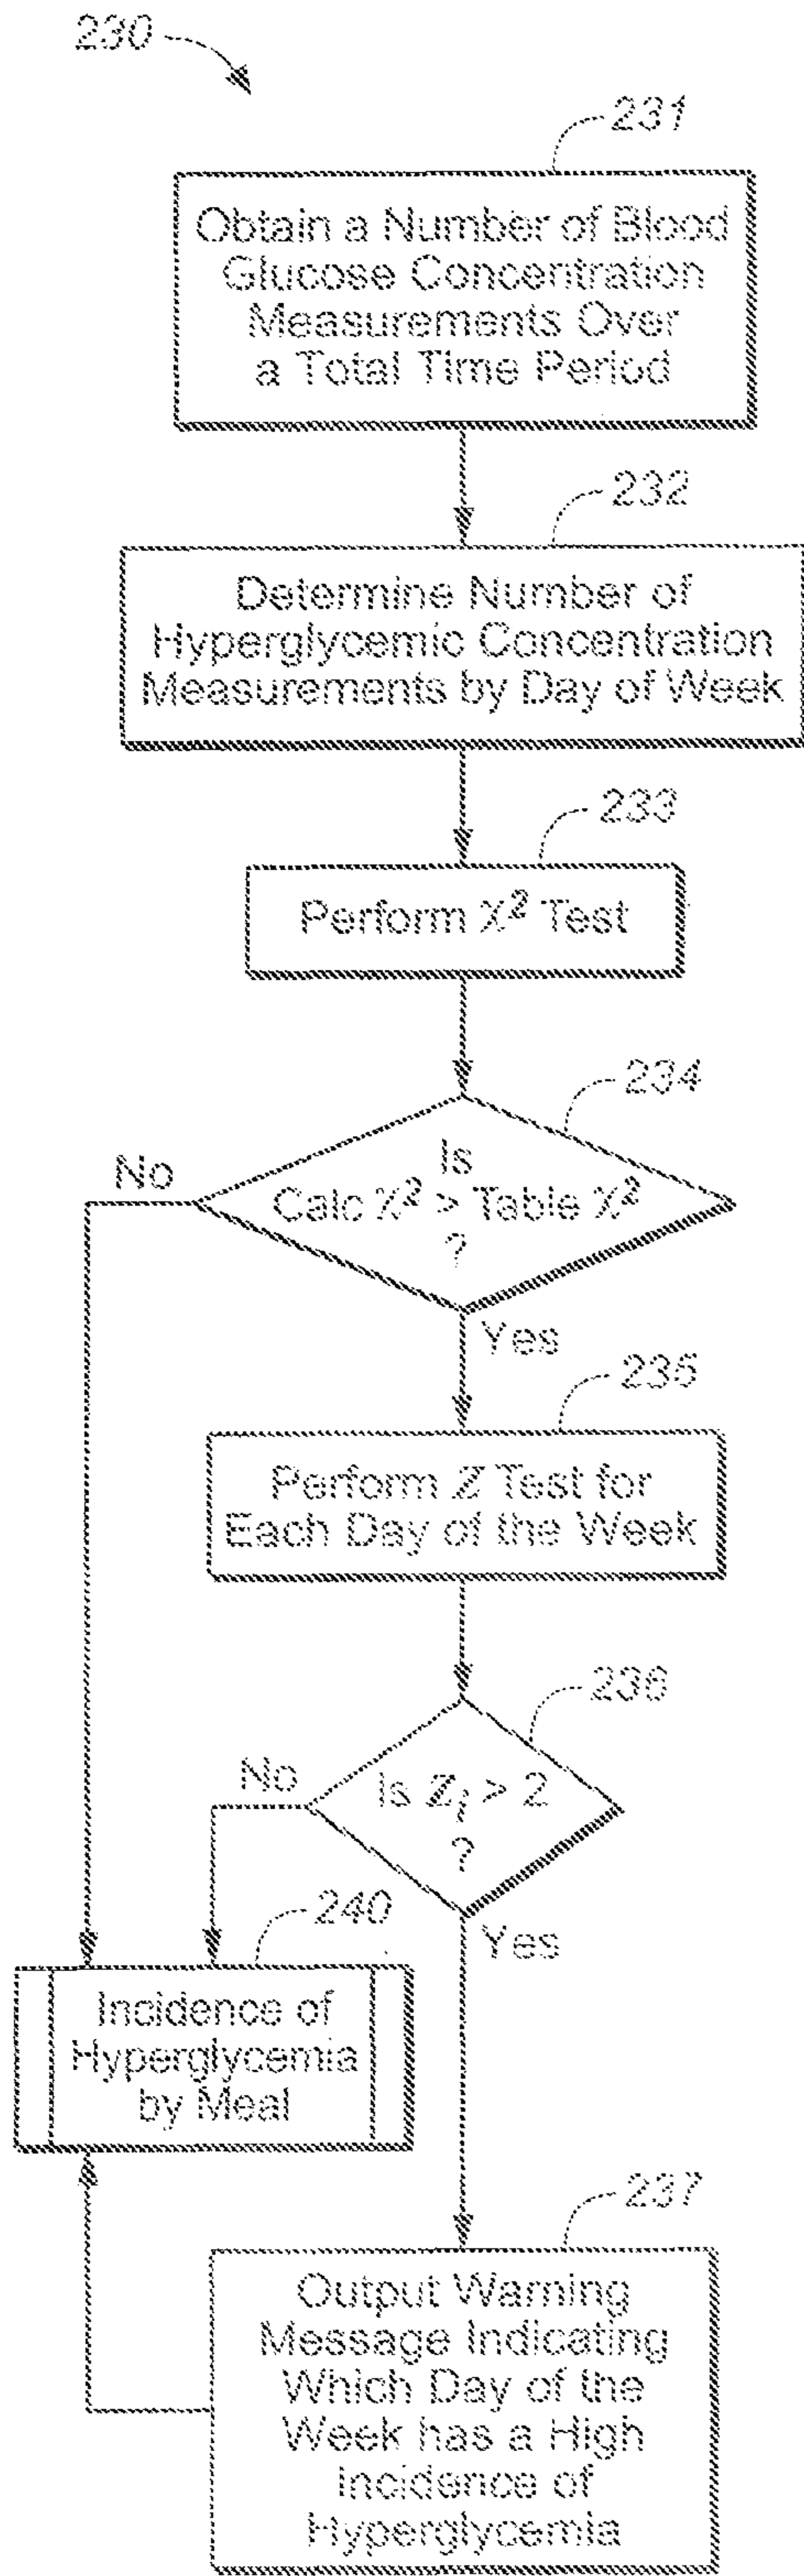 230
231
Obtain a Number of Blood
Glucose Concentration
Measurements Over
a Total Time Period
232
Determine Number of
Hyperglycemic Concentration
Measurements by Day of Week
233
Perform χ² Test
234
No
Is
Calc χ² > Table χ²
?
Yes
235
Perform Z Test for
Each Day of the Week
236
No
Is Zᵢ > 2
?
Yes
240
Incidence of
Hyperglycemia
by Meal
237
Output Warning
Message Indicating
Which Day of the
Week has a High
Incidence of
Hyperglycemia